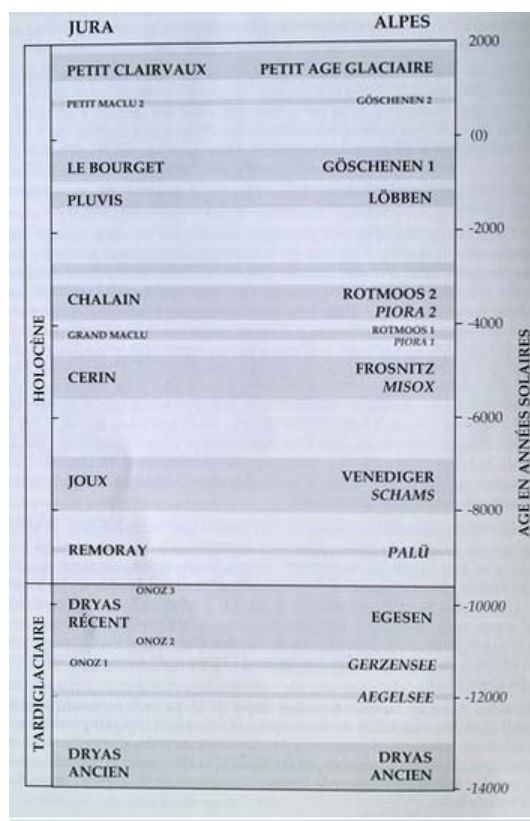 JURA ALPES
2000
PETIT CLAIRVAUX PETIT AGE GLACIAIRE
PETIT MACLU 2 GÖSCHENEN 2
(0)
LE BOURGET GÖSCHENEN 1
PLUVIS LÖBBEN
-2000
CHALAIN ROTMOOS 2
PIORA 2
-4000
GRAND MACLU ROTMOOS 1
PIORA 1
CERIN FROSNITZ
MISOX
-6000
JOUX VENEDIGER
SCHAMS
-8000
REMORAY PALÜ
ONOZ 3
-10000
DRYAS
RÉCENT EGESEN
ONOZ 2
ONOZ 1 GERZENSEE
AEGELSEE
-12000
DRYAS DRYAS
ANCIEN ANCIEN
-14000
HOLOCÈNE
TARDIGLACIAIRE
AGE EN ANNÉES SOLAIRES